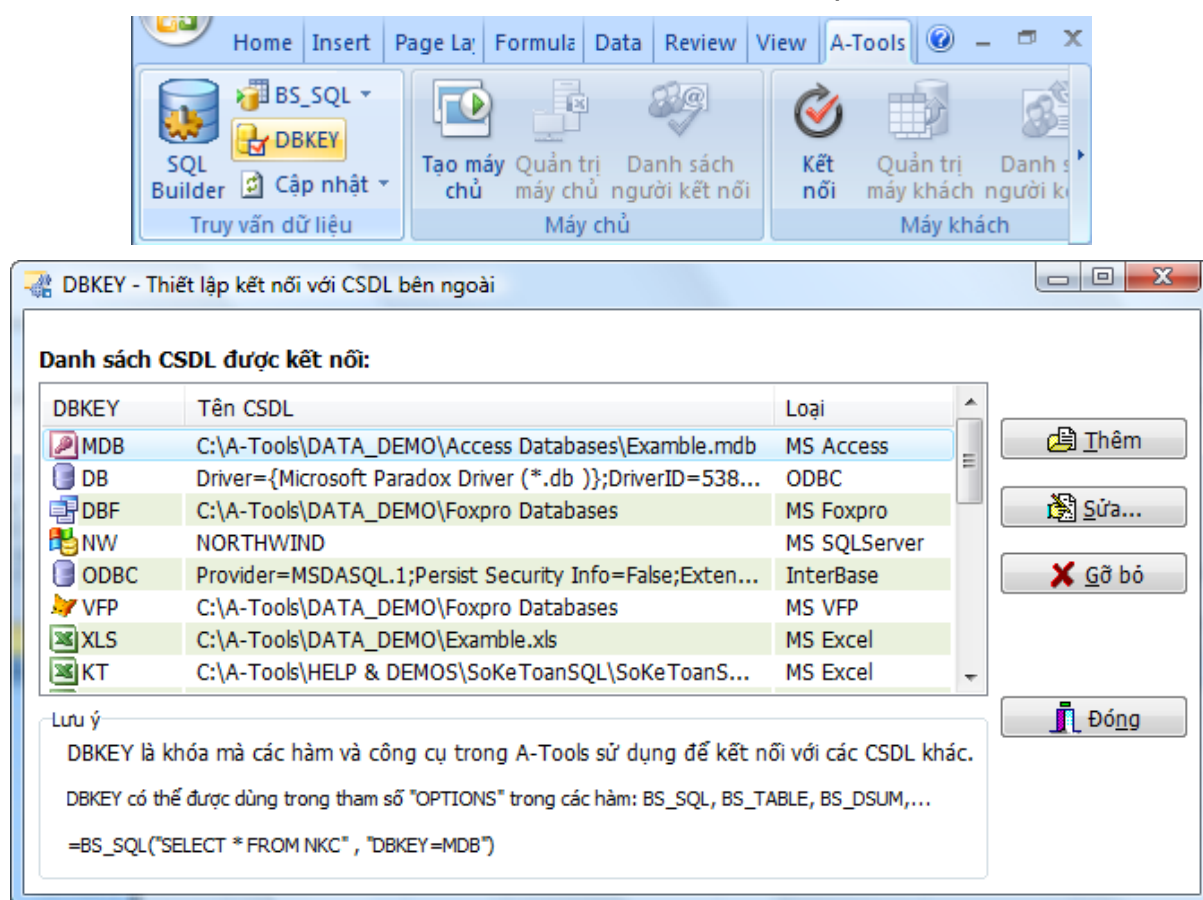 Home Insert Page Lay Formula Data Review View A-Tools
BS_SQL
DBKEY
SQL Builder
Cập nhật
Tạo máy chủ
Quản trị máy chủ
Danh sách người kết nối
Kết nối
Quản trị máy khách
Danh s
người k
Truy vấn dữ liệu
Máy chủ
Máy khách
DBKEY - Thiết lập kết nối với CSDL bên ngoài
Danh sách CSDL được kết nối:
DBKEY Tên CSDL Loại
MDB C:\A-Tools\DATA_DEMO\Access Databases\Examble.mdb MS Access
DB Driver={Microsoft Paradox Driver (*.db )};DriverID=538... ODBC
DBF C:\A-Tools\DATA_DEMO\Foxpro Databases MS Foxpro
NW NORTHWIND MS SQLServer
ODBC Provider=MSDASQL.1;Persist Security Info=False;Exten... InterBase
VFP C:\A-Tools\DATA_DEMO\Foxpro Databases MS VFP
XLS C:\A-Tools\DATA_DEMO\Examble.xls MS Excel
KT C:\A-Tools\HELP & DEMOS\SoKeToanSQL\SoKeToanS... MS Excel
Thêm
Sửa...
Gỡ bỏ
Đóng
Lưu ý
DBKEY là khóa mà các hàm và công cụ trong A-Tools sử dụng để kết nối với các CSDL khác.
DBKEY có thể được dùng trong tham số "OPTIONS" trong các hàm: BS_SQL, BS_TABLE, BS_DSUM,...
=BS_SQL("SELECT * FROM NKC" , "DBKEY=MDB")